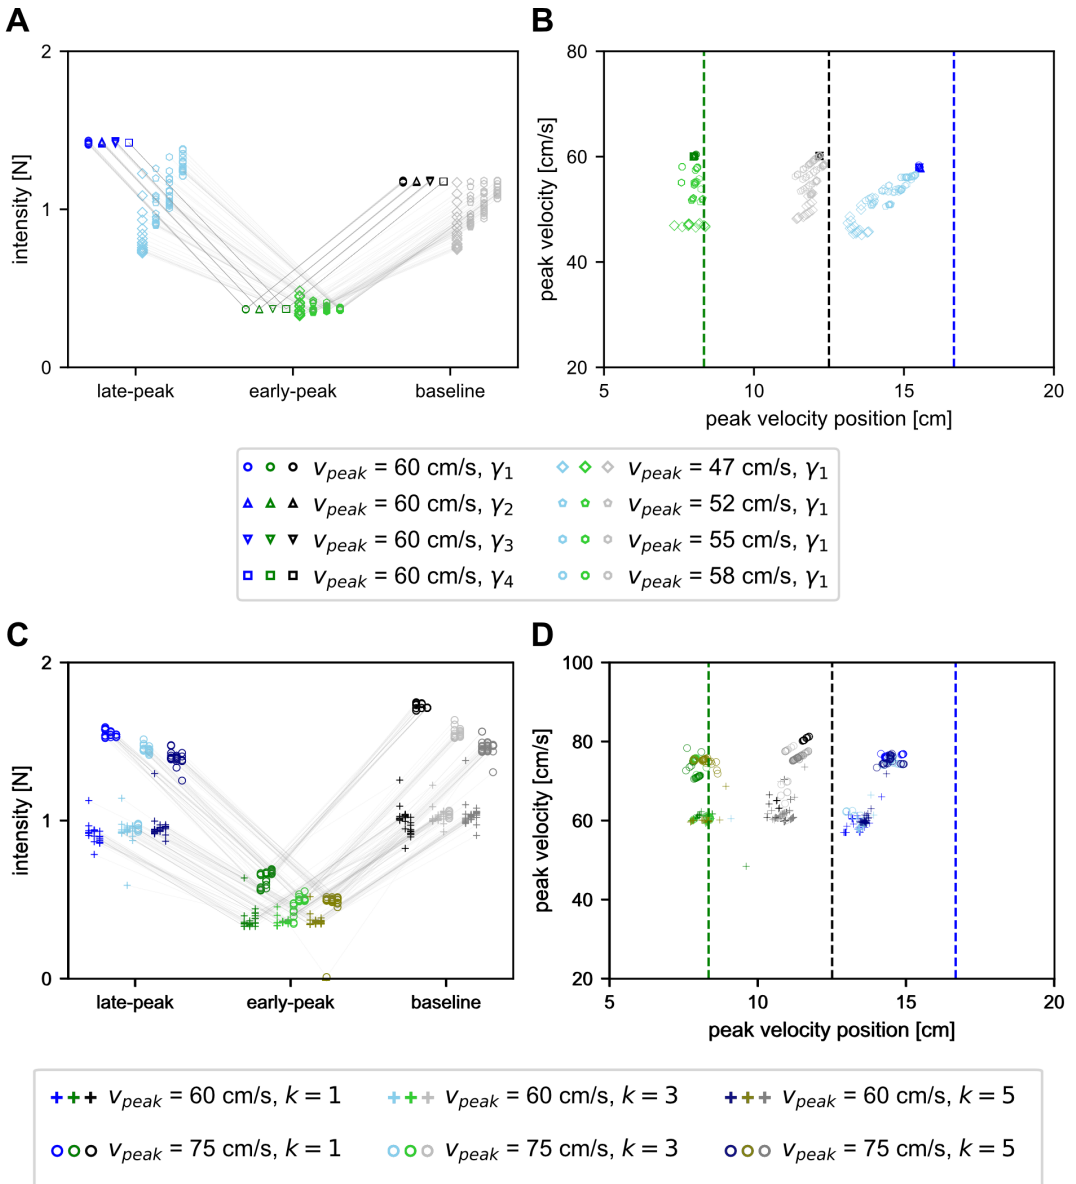 A
B
2
1
0
intensity [N]
late-peak
early-peak
baseline
80
60
40
20
peak velocity [cm/s]
5
10
15
20
peak velocity position [cm]
v_peak = 60 cm/s, γ₁
v_peak = 47 cm/s, γ₁
v_peak = 60 cm/s, γ₂
v_peak = 52 cm/s, γ₁
v_peak = 60 cm/s, γ₃
v_peak = 55 cm/s, γ₁
v_peak = 60 cm/s, γ₄
v_peak = 58 cm/s, γ₁
C
D
2
1
0
intensity [N]
late-peak
early-peak
baseline
100
80
60
40
20
peak velocity [cm/s]
5
10
15
20
peak velocity position [cm]
v_peak = 60 cm/s, k = 1
v_peak = 60 cm/s, k = 3
v_peak = 60 cm/s, k = 5
v_peak = 75 cm/s, k = 1
v_peak = 75 cm/s, k = 3
v_peak = 75 cm/s, k = 5